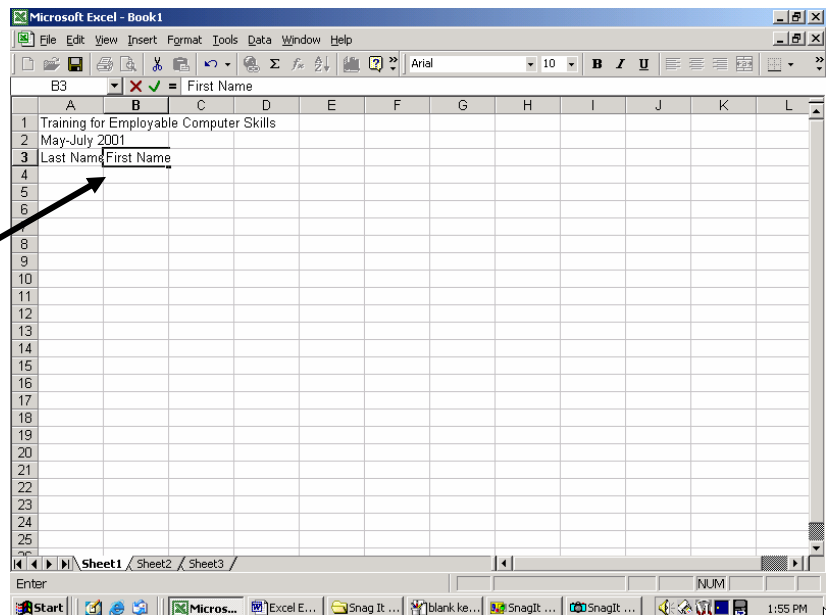 Microsoft Excel - Book1
File Edit View Insert Format Tools Data Window Help
Arial 10 B I U
B3 = First Name
A B C D E F G H I J K L
1 Training for Employable Computer Skills
2 May-July 2001
3 Last Name First Name
4
5
6
7
8
9
10
11
12
13
14
15
16
17
18
19
20
21
22
23
24
25
26
Sheet1 Sheet2 Sheet3
Enter NUM
Start Micros... Excel E... Snag It ... blank ke... SnagIt ... SnagIt ... 1:55 PM